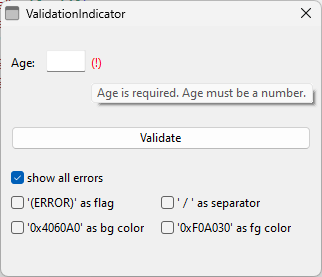 ValidationIndicator
Age: (!)
Age is required. Age must be a number.
Validate
show all errors
'(ERROR)' as flag ' / ' as separator
'0x4060A0' as bg color '0xF0A030' as fg color